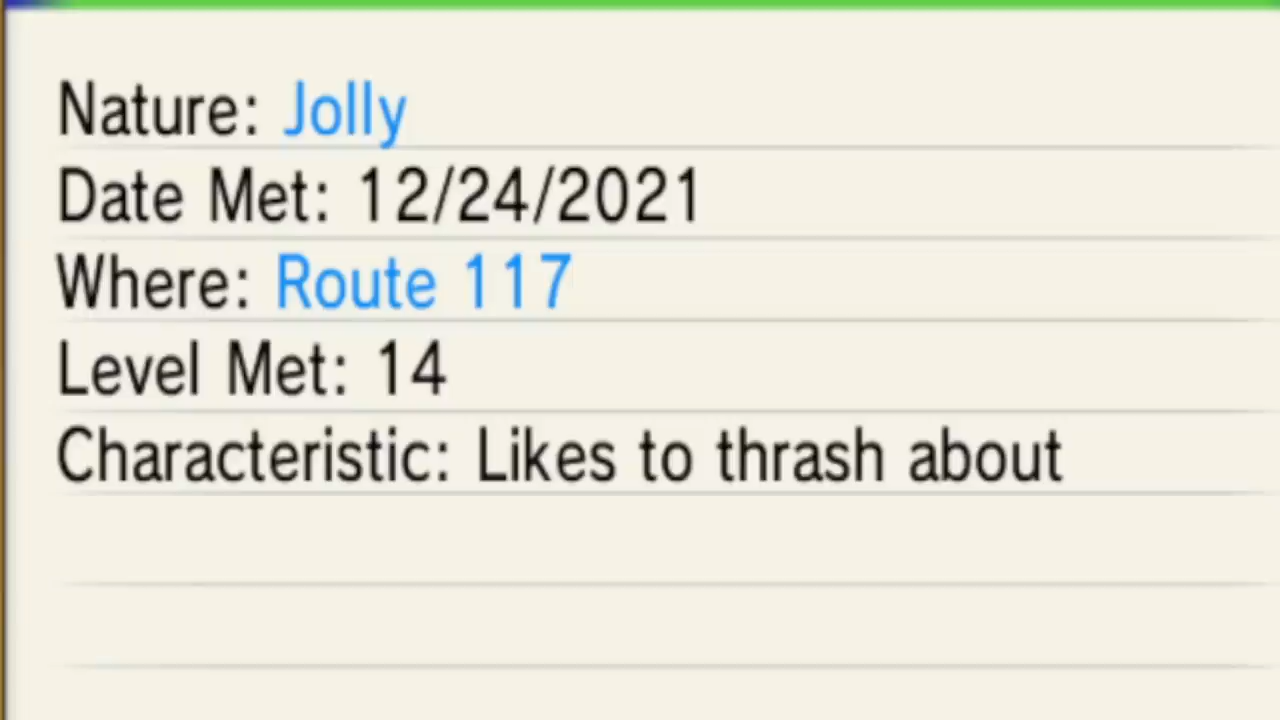 Nature: Jolly
Date Met: 12/24/2021
Where: Route 117
Level Met: 14
Characteristic: Likes to thrash about